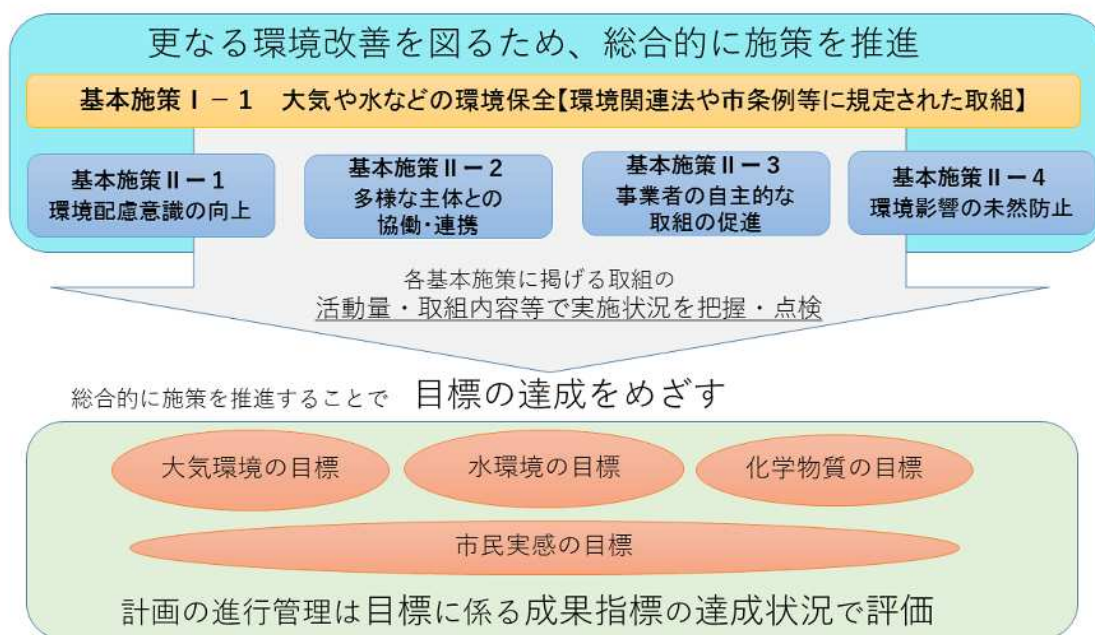 更なる環境改善を図るため、総合的に施策を推進
基本施策Ⅰ－１　大気や水などの環境保全【環境関連法や市条例等に規定された取組】
基本施策Ⅱー１
環境配慮意識の向上
基本施策Ⅱー２
多様な主体との
協働・連携
基本施策Ⅱー３
事業者の自主的な
取組の促進
基本施策Ⅱー４
環境影響の未然防止
各基本施策に掲げる取組の
活動量・取組内容等で実施状況を把握・点検
総合的に施策を推進することで　目標の達成をめざす
大気環境の目標
水環境の目標
化学物質の目標
市民実感の目標
計画の進行管理は目標に係る成果指標の達成状況で評価